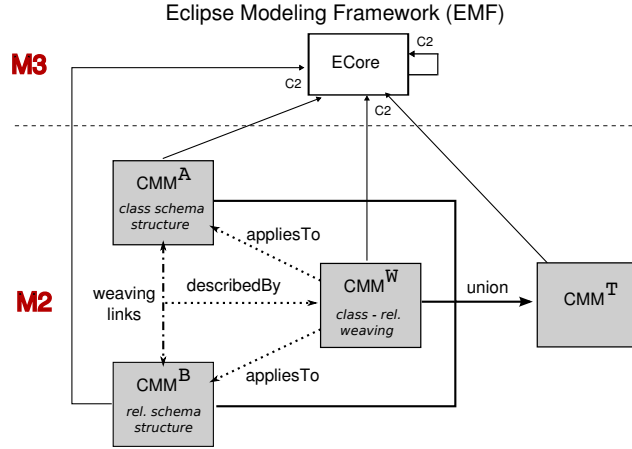 Eclipse Modeling Framework (EMF)
M3
ECore
C2
C2
C2
CMM^A
class schema
structure
appliesTo
M2
weaving
links
describedBy
CMM^W
class - rel.
weaving
union
CMM^T
appliesTo
CMM^B
rel. schema
structure